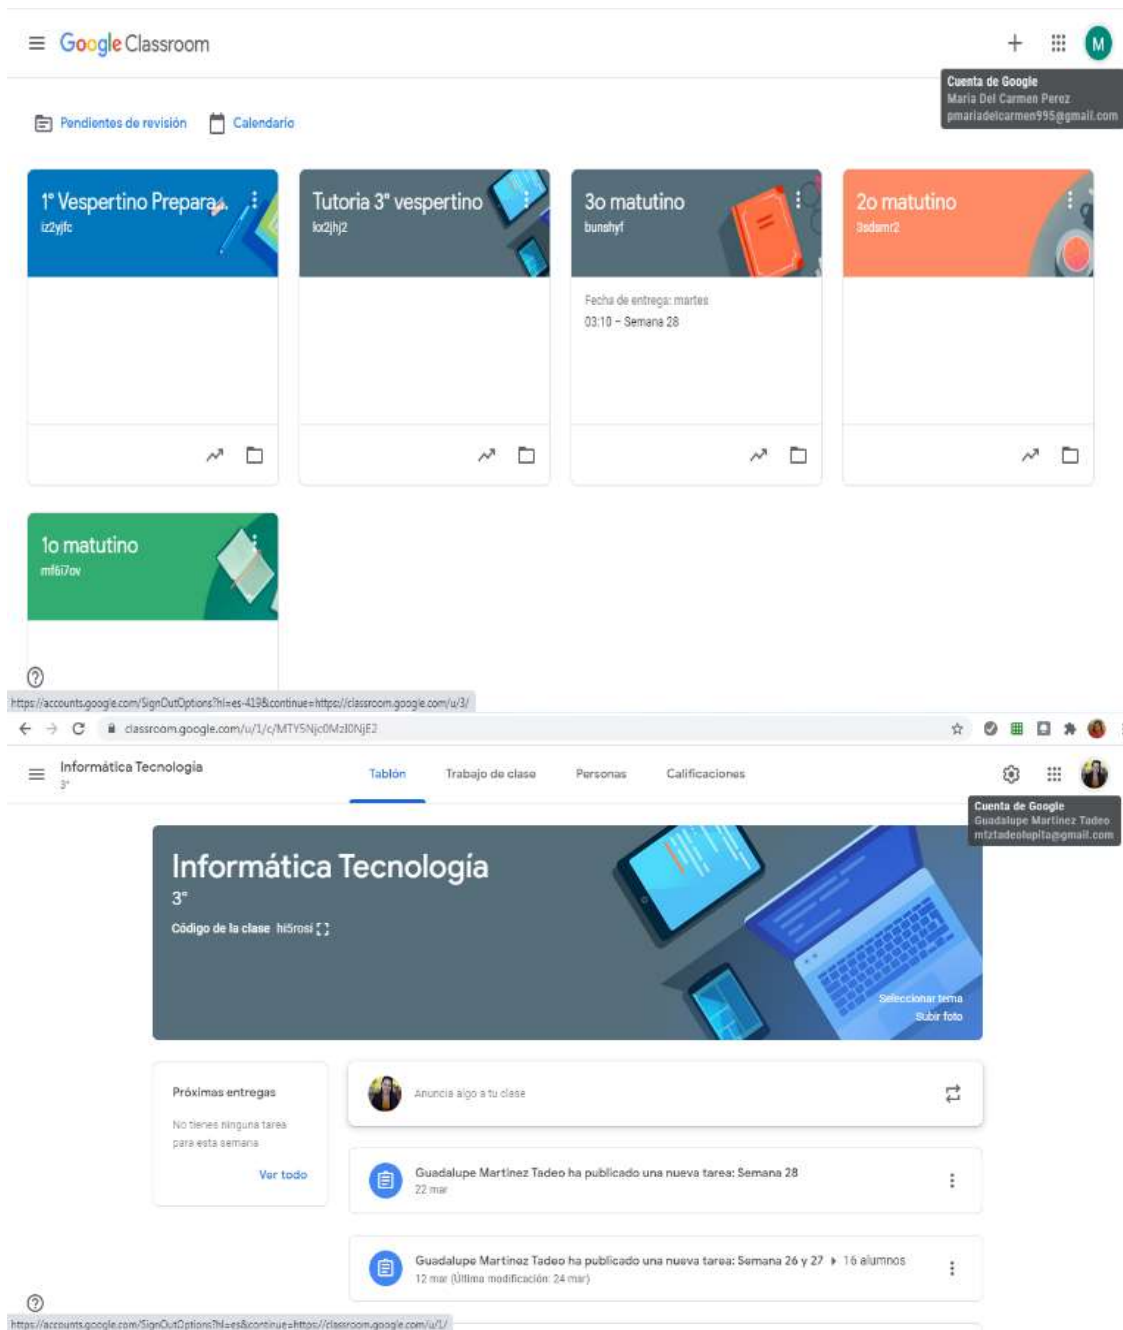 Google Classroom
M
Cuenta de Google
Maria Del Carmen Perez
pmariadelcarmen995@gmail.com
Pendientes de revisión
Calendario
1° Vespertino Prepara...
iz2yjfc
Tutoria 3° vespertino
kx2jhj2
3o matutino
bunshyf
2o matutino
3sdsmr2
Fecha de entrega: martes
03:10 – Semana 28
1o matutino
mf6i7ov
https://accounts.google.com/SignOutOptions?hl=es-419&continue=https://classroom.google.com/u/3/
classroom.google.com/u/1/c/MTY5Njc0MzI0NjE2
Informática Tecnología
3°
Tablón
Trabajo de clase
Personas
Calificaciones
Cuenta de Google
Guadalupe Martinez Tadeo
mtztadeolupita@gmail.com
Informática Tecnología
3°
Código de la clase hi5rosi
Seleccionar tema
Subir foto
Próximas entregas
No tienes ninguna tarea
para esta semana
Ver todo
Anuncia algo a tu clase
Guadalupe Martinez Tadeo ha publicado una nueva tarea: Semana 28
22 mar
Guadalupe Martinez Tadeo ha publicado una nueva tarea: Semana 26 y 27 16 alumnos
12 mar (Última modificación: 24 mar)
https://accounts.google.com/SignOutOptions?hl=es&continue=https://classroom.google.com/u/1/